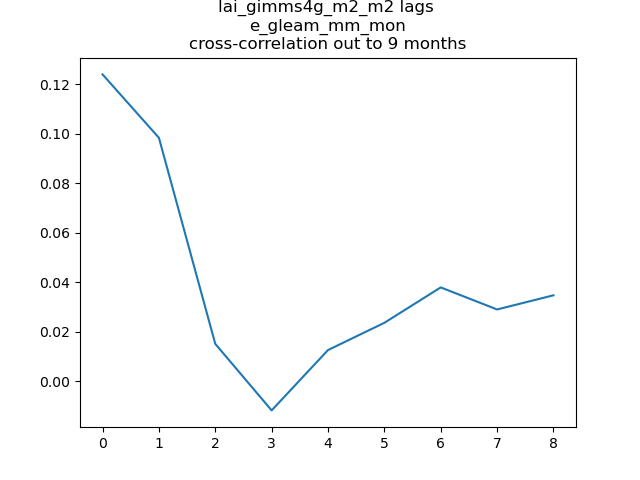 lai_gimms4g_m2_m2 lags
e_gleam_mm_mon
cross-correlation out to 9 months
0.12
0.10
0.08
0.06
0.04
0.02
0.00
0 1 2 3 4 5 6 7 8